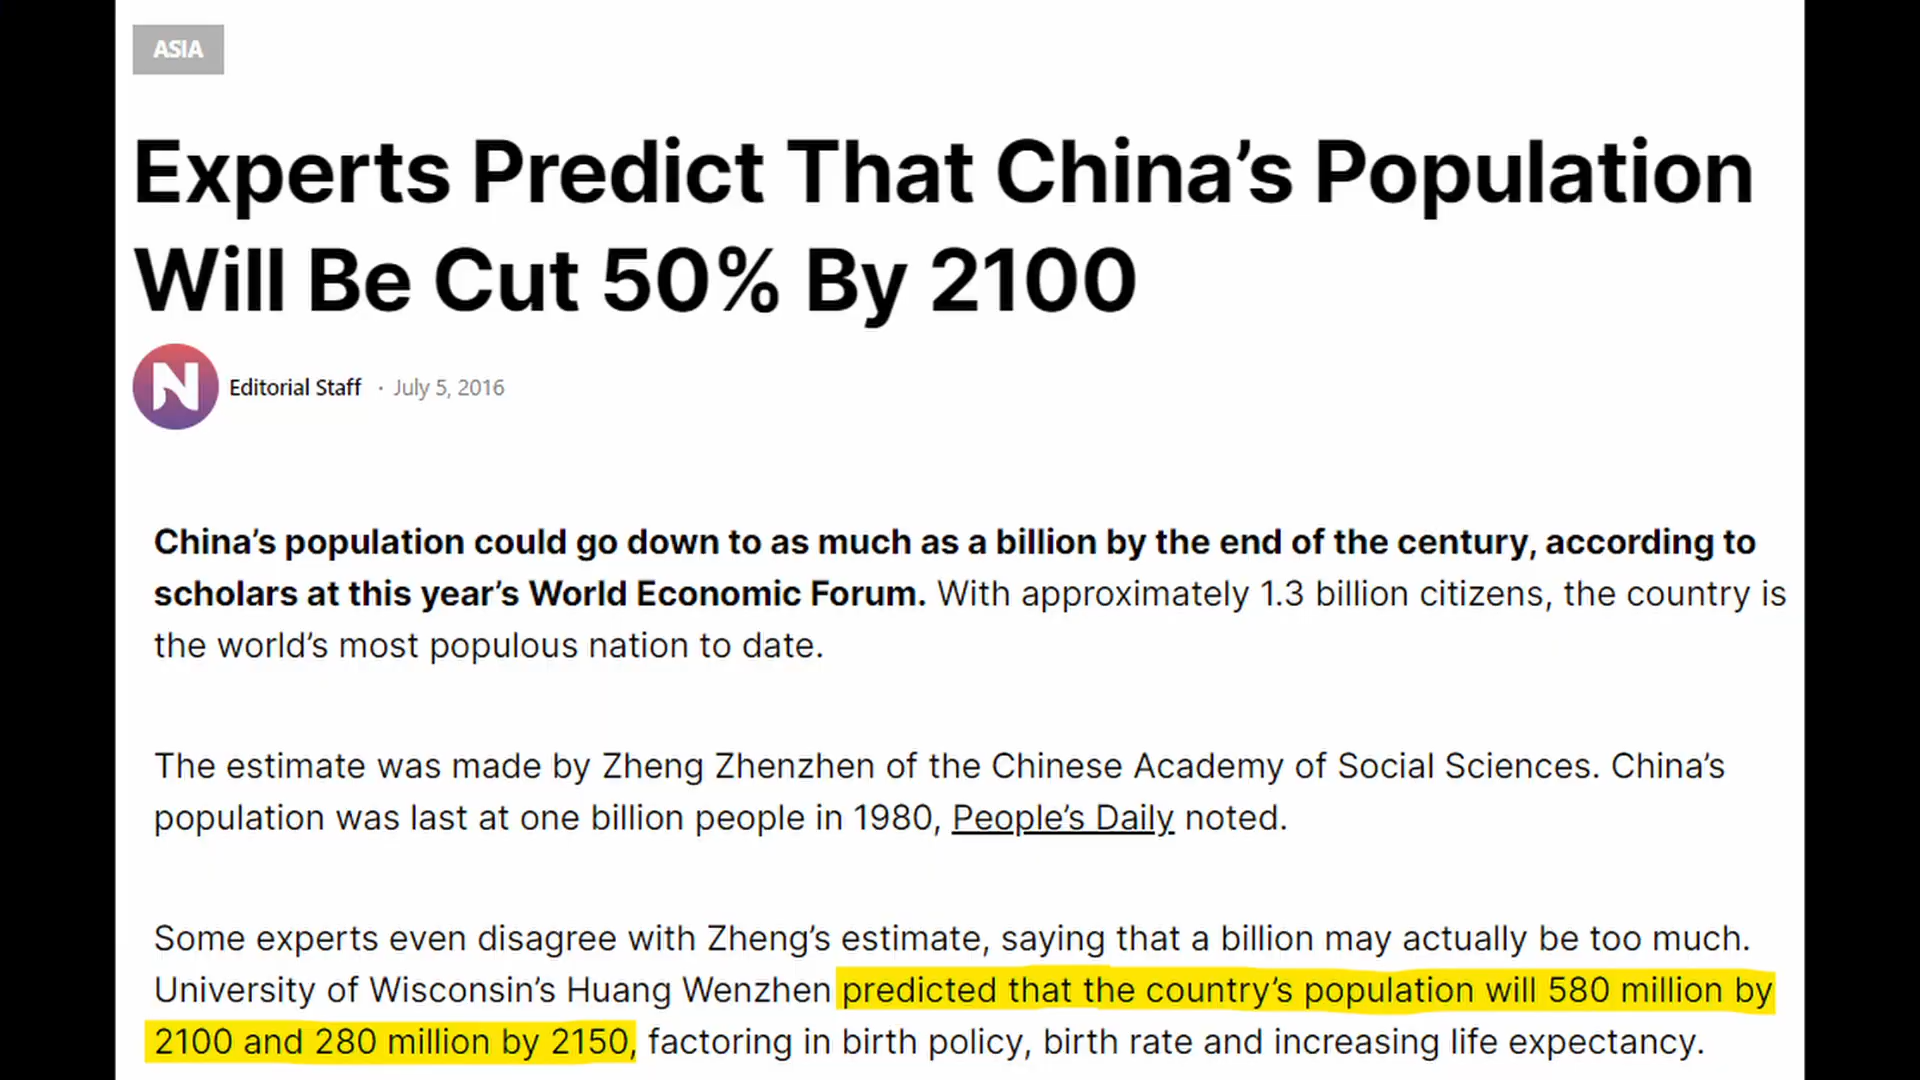 ASIA
Experts Predict That China’s Population
Will Be Cut 50% By 2100
N
Editorial Staff · July 5, 2016
China’s population could go down to as much as a billion by the end of the century, according to
scholars at this year’s World Economic Forum. With approximately 1.3 billion citizens, the country is
the world’s most populous nation to date.
The estimate was made by Zheng Zhenzhen of the Chinese Academy of Social Sciences. China’s
population was last at one billion people in 1980, People’s Daily noted.
Some experts even disagree with Zheng’s estimate, saying that a billion may actually be too much.
University of Wisconsin’s Huang Wenzhen predicted that the country’s population will 580 million by
2100 and 280 million by 2150, factoring in birth policy, birth rate and increasing life expectancy.